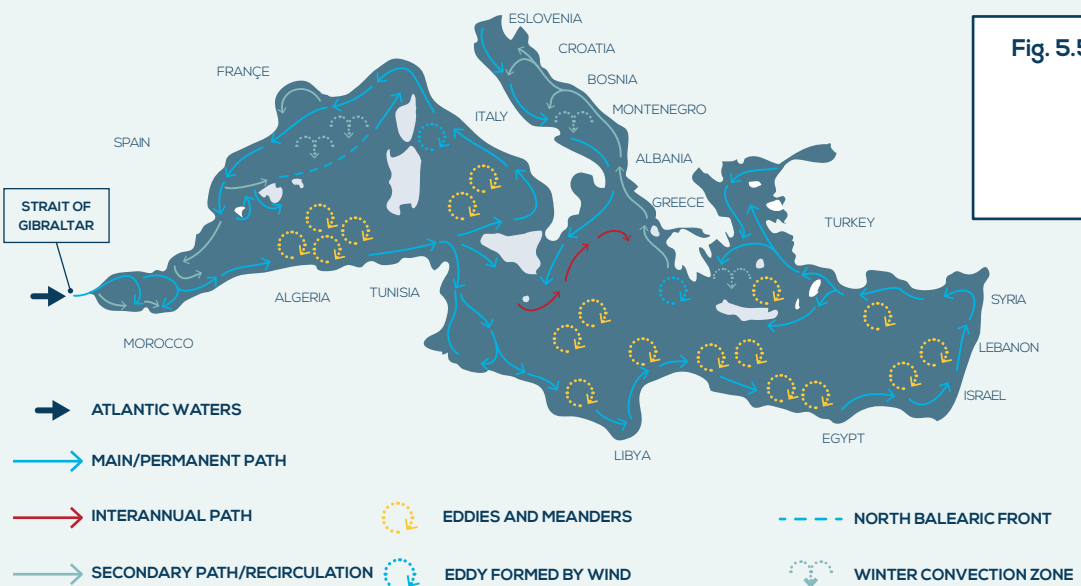 ESLOVENIA
Fig. 5.5
CROATIA
FRANÇE
BOSNIA
MONTENEGRO
ITALY
SPAIN
ALBANIA
GREECE
STRAIT OF
GIBRALTAR
TURKEY
ALGERIA
TUNISIA
SYRIA
MOROCCO
LEBANON
ISRAEL
EGYPT
LIBYA
ATLANTIC WATERS
MAIN/PERMANENT PATH
INTERANNUAL PATH
EDDIES AND MEANDERS
NORTH BALEARIC FRONT
SECONDARY PATH/RECIRCULATION
EDDY FORMED BY WIND
WINTER CONVECTION ZONE